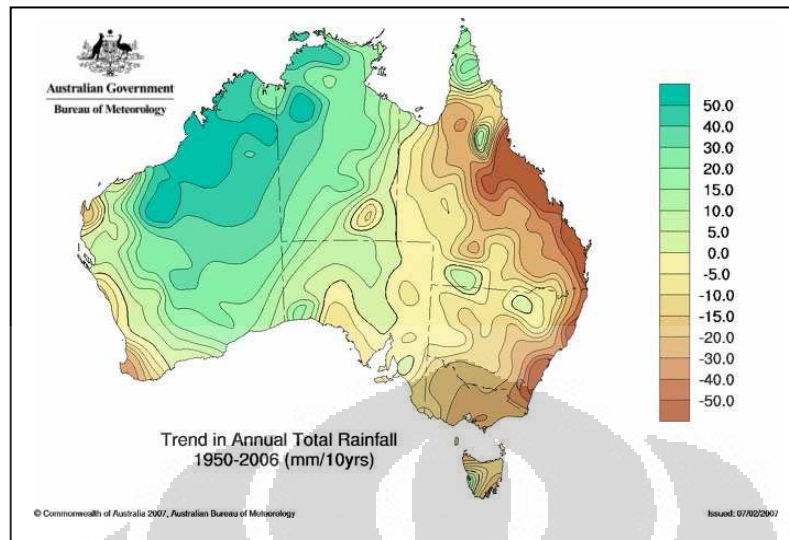 Australian Government
Bureau of Meteorology
50.0
40.0
30.0
20.0
15.0
10.0
5.0
0.0
-5.0
-10.0
-15.0
-20.0
-30.0
-40.0
-50.0
Trend in Annual Total Rainfall
1950-2006 (mm/10yrs)
© Commonwealth of Australia 2007, Australian Bureau of Meteorology
Issued: 07/02/2007